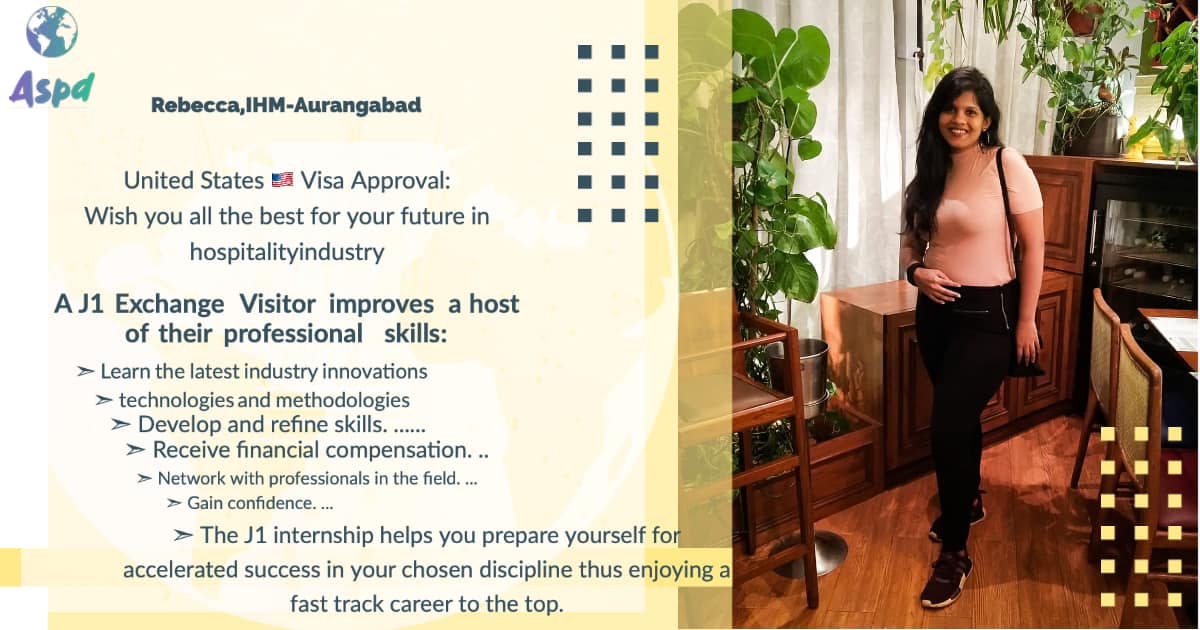 Aspd
Rebecca,IHM-Aurangabad
United States 🇺🇸 Visa Approval:
Wish you all the best for your future in
hospitalityindustry
A J1 Exchange Visitor improves a host
of their professional skills:
➣ Learn the latest industry innovations
➣ technologies and methodologies
➣ Develop and refine skills. ......
➣ Receive financial compensation. ..
➣ Network with professionals in the field. ...
➣ Gain confidence. ...
➣ The J1 internship helps you prepare yourself for
accelerated success in your chosen discipline thus enjoying a
fast track career to the top.